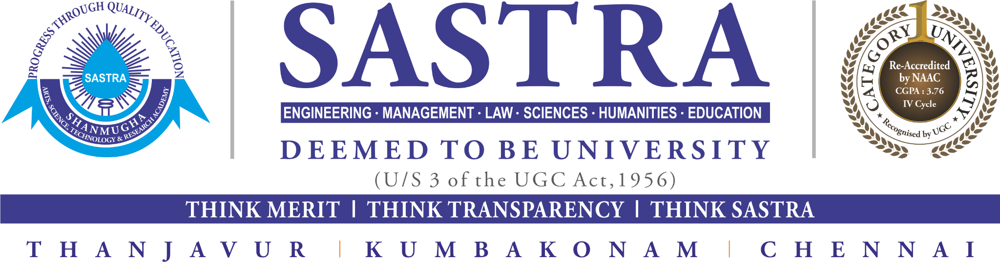 PROGRESS THROUGH QUALITY EDUCATION
SASTRA
SHANMUGHA
ARTS, SCIENCE, TECHNOLOGY & RESEARCH ACADEMY
SASTRA
ENGINEERING · MANAGEMENT · LAW · SCIENCES · HUMANITIES · EDUCATION
DEEMED TO BE UNIVERSITY
(U/S 3 of the UGC Act,1956)
CATEGORY 1 UNIVERSITY
Re-Accredited
by NAAC
CGPA : 3.76
IV Cycle
★ Recognised by UGC ★
THINK MERIT | THINK TRANSPARENCY | THINK SASTRA
THANJAVUR | KUMBAKONAM | CHENNAI